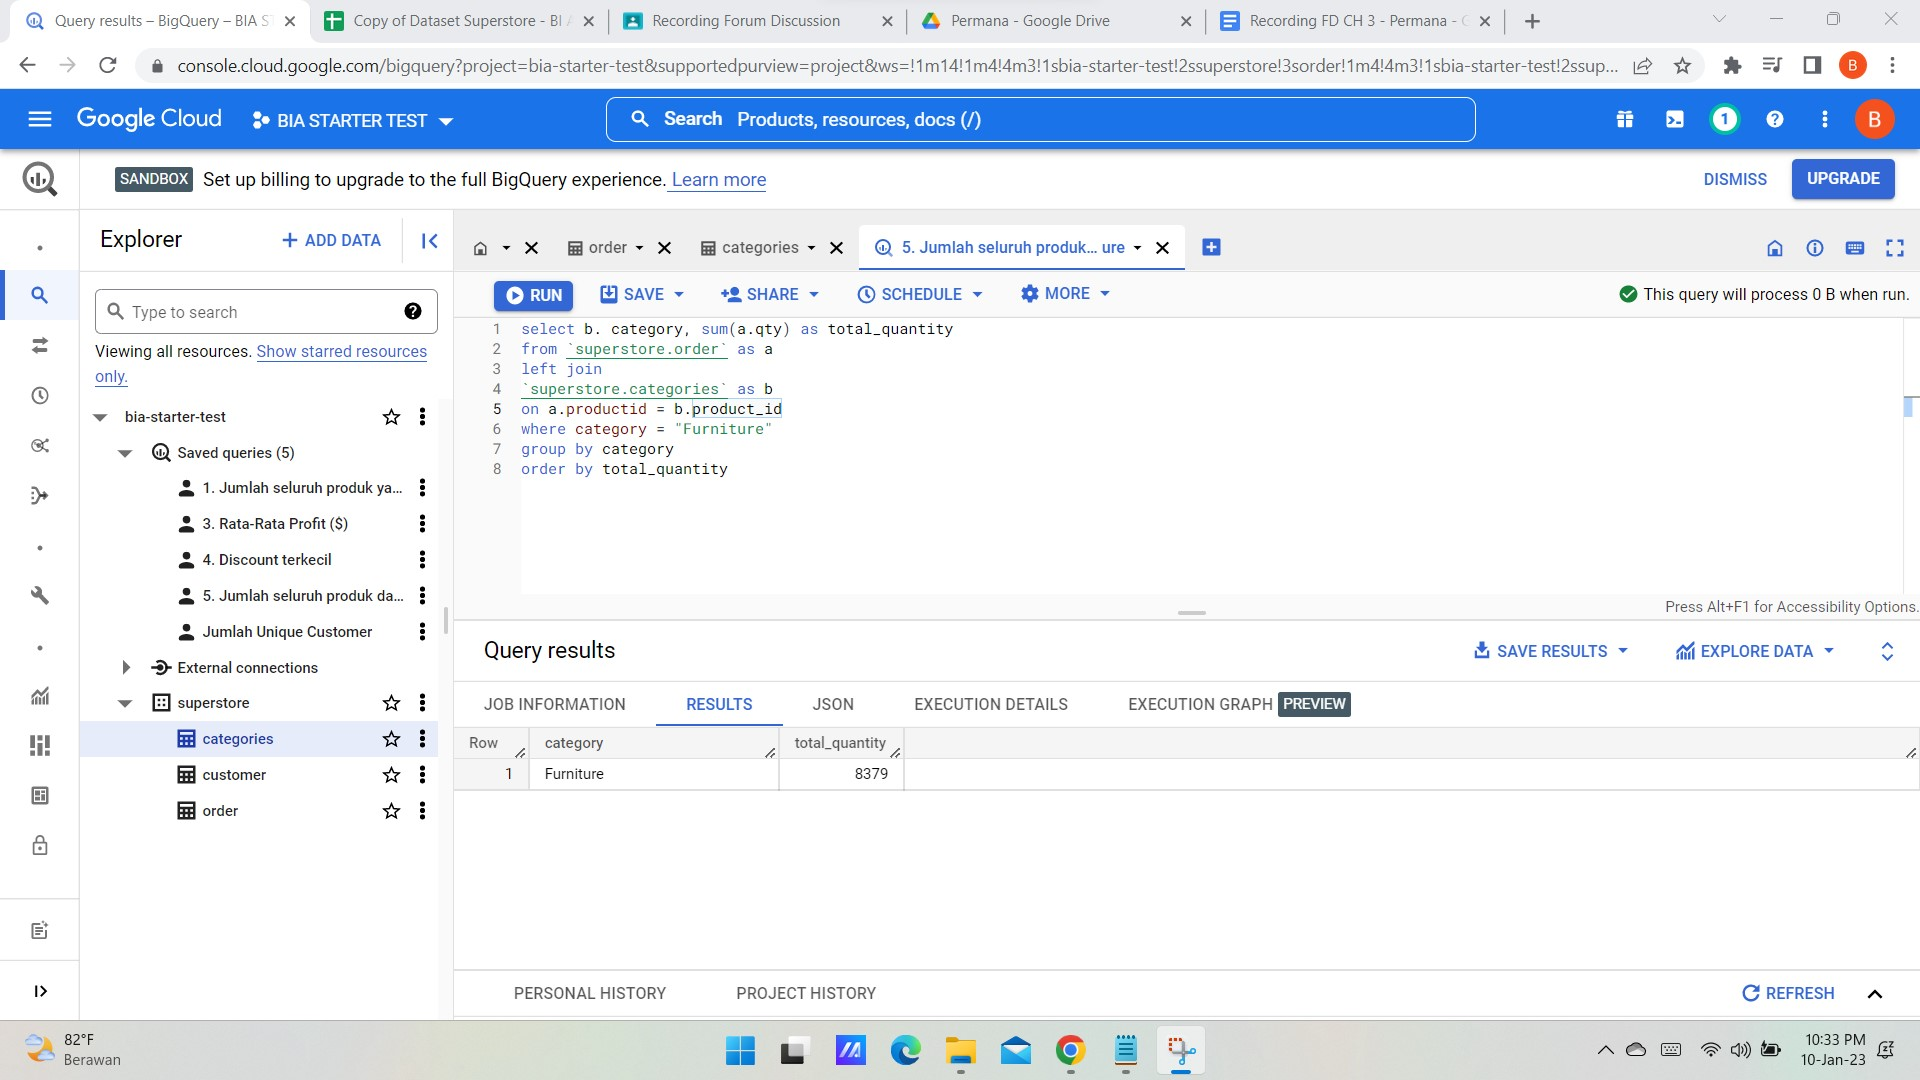 Query results – BigQuery – BIA S
Copy of Dataset Superstore - BI
Recording Forum Discussion
Permana - Google Drive
Recording FD CH 3 - Permana -
console.cloud.google.com/bigquery?project=bia-starter-test&supportedpurview=project&ws=!1m14!1m4!4m3!1sbia-starter-test!2ssuperstore!3sorder!1m4!4m3!1sbia-starter-test!2ssup...
B
Google Cloud
BIA STARTER TEST
Search Products, resources, docs (/)
1
B
SANDBOX Set up billing to upgrade to the full BigQuery experience. Learn more
DISMISS
UPGRADE
Explorer
+ ADD DATA
order
categories
5. Jumlah seluruh produk... ure
Type to search
RUN
SAVE
SHARE
SCHEDULE
MORE
This query will process 0 B when run.
Viewing all resources. Show starred resources
only.
1 select b. category, sum(a.qty) as total_quantity
2 from `superstore.order` as a
3 left join
4 `superstore.categories` as b
5 on a.productid = b.product_id
6 where category = "Furniture"
7 group by category
8 order by total_quantity
bia-starter-test
Saved queries (5)
1. Jumlah seluruh produk ya...
3. Rata-Rata Profit ($)
4. Discount terkecil
5. Jumlah seluruh produk da...
Jumlah Unique Customer
External connections
superstore
categories
customer
order
Press Alt+F1 for Accessibility Options.
Query results
SAVE RESULTS
EXPLORE DATA
JOB INFORMATION
RESULTS
JSON
EXECUTION DETAILS
EXECUTION GRAPH PREVIEW
Row category total_quantity
1 Furniture 8379
PERSONAL HISTORY
PROJECT HISTORY
REFRESH
82°F
Berawan
10:33 PM
10-Jan-23